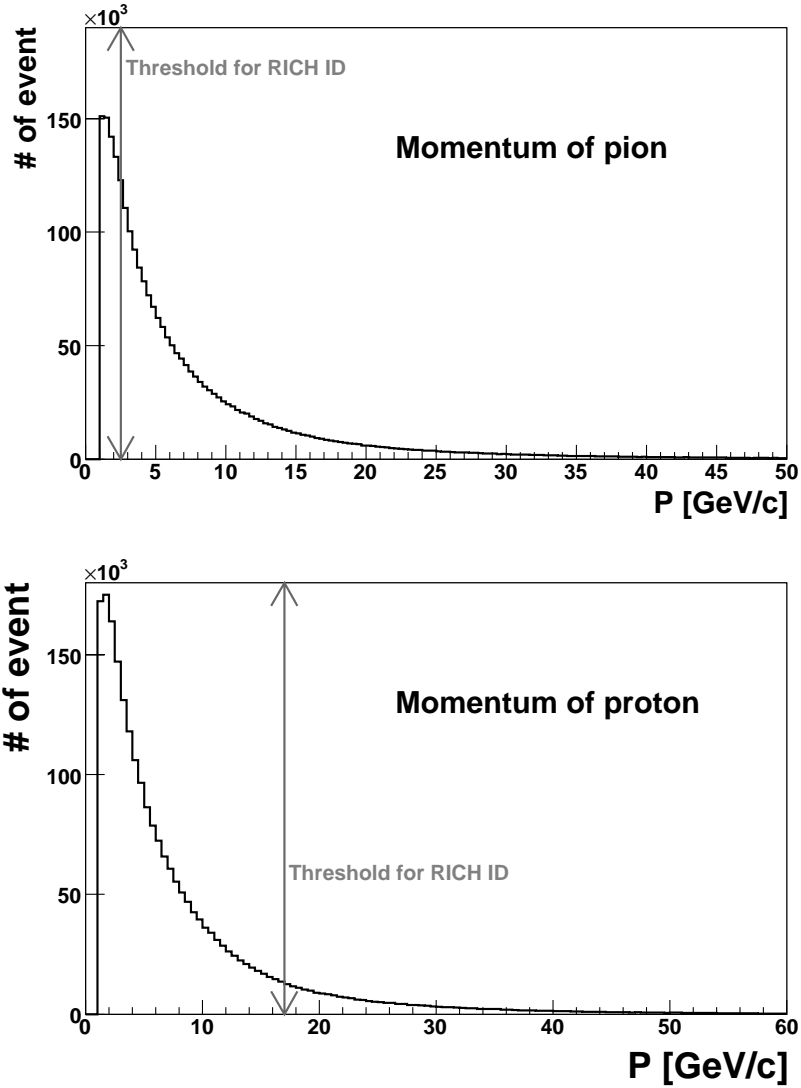 ×10³
# of event
Threshold for RICH ID
Momentum of pion
150
100
50
0
0 5 10 15 20 25 30 35 40 45 50
P [GeV/c]
×10³
# of event
150
Momentum of proton
100
Threshold for RICH ID
50
0
0 10 20 30 40 50 60
P [GeV/c]